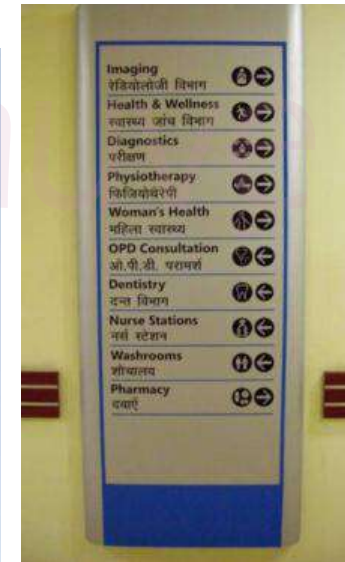 Imaging
रेडियोलोजी विभाग
Health & Wellness
स्वास्थ्य जांच विभाग
Diagnostics
परीक्षण
Physiotherapy
फिजियोथेरेपी
Woman's Health
महिला स्वास्थ्य
OPD Consultation
ओ.पी.डी. परामर्श
Dentistry
दन्त विभाग
Nurse Stations
नर्स स्टेशन
Washrooms
शौचालय
Pharmacy
दवाएँ